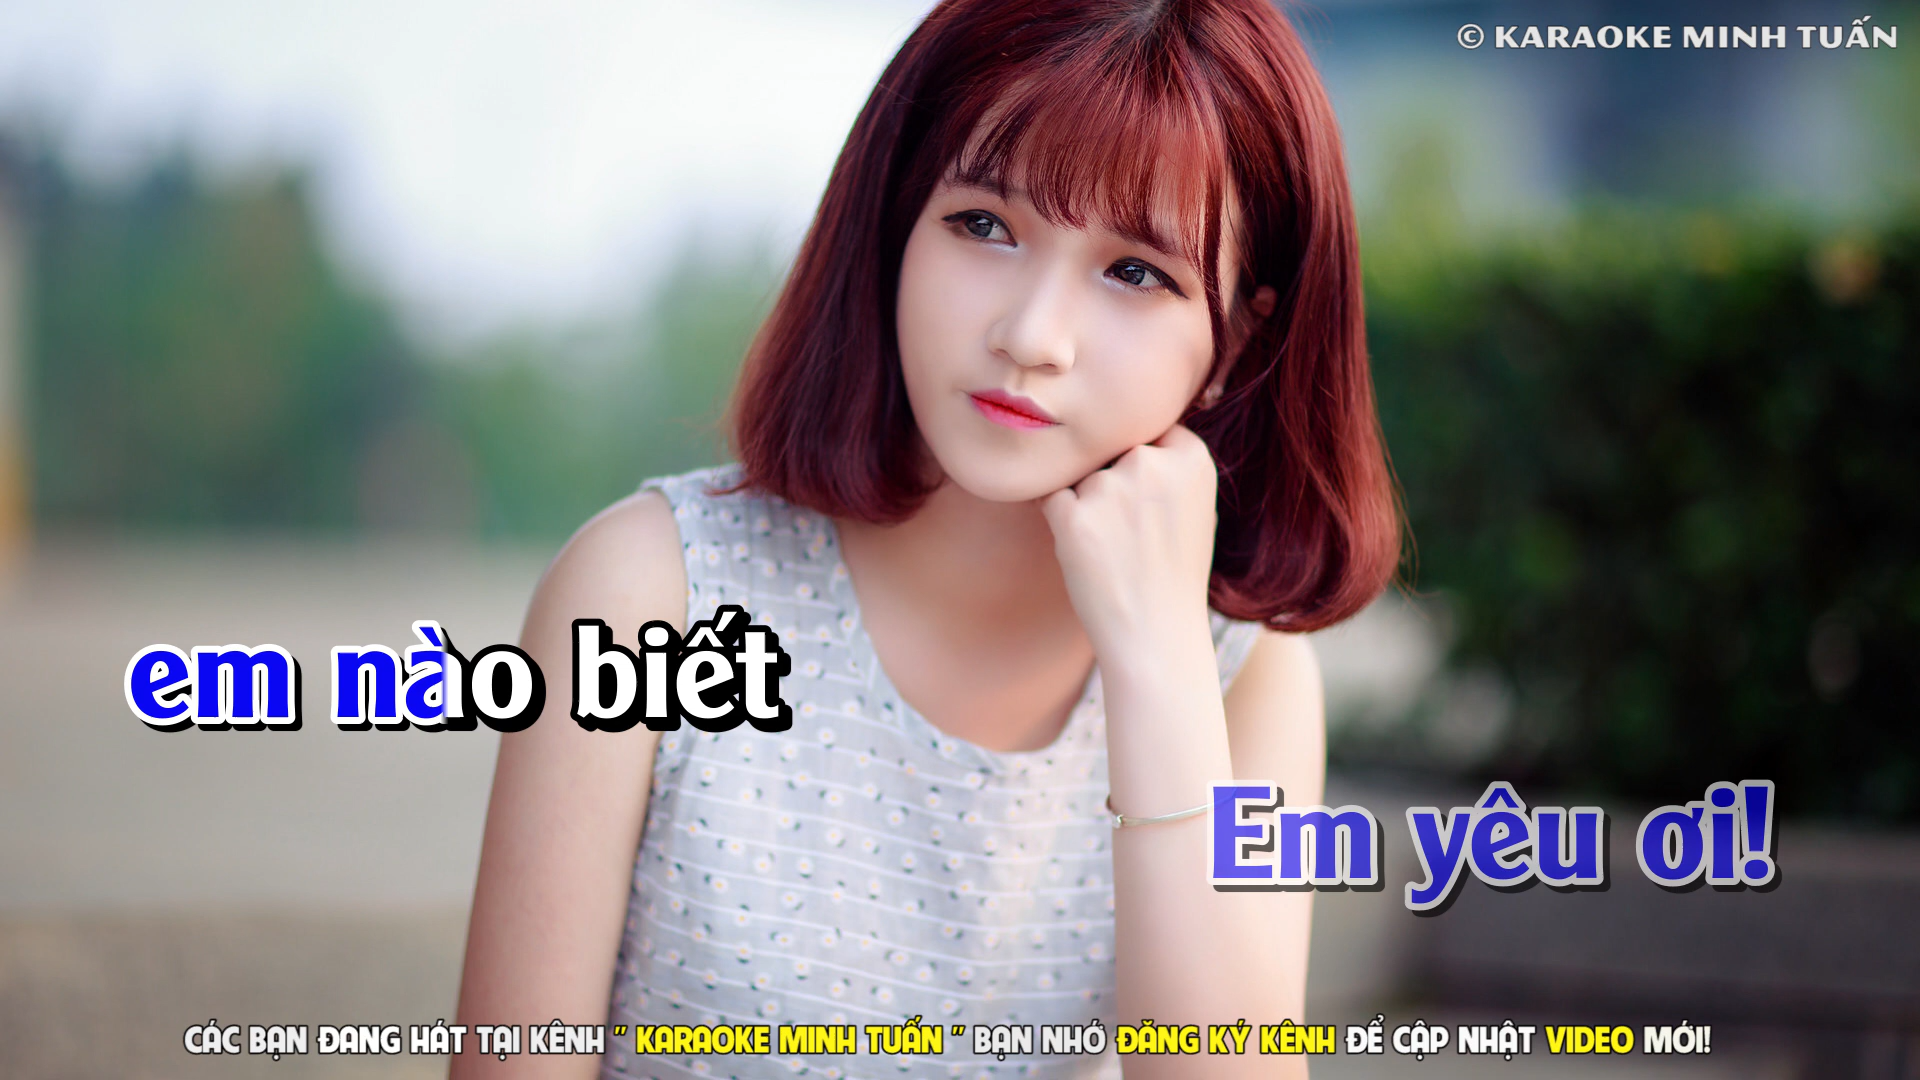 © KARAOKE MINH TUẤN
em nào biết
Em yêu ơi!
CÁC BẠN ĐANG HÁT TẠI KÊNH " KARAOKE MINH TUẤN " BẠN NHỚ ĐĂNG KÝ KÊNH ĐỂ CẬP NHẬT VIDEO MỚI!